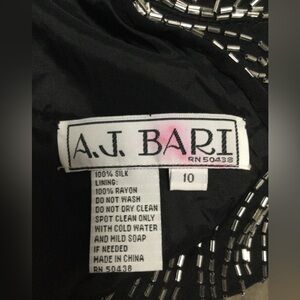 A.J. BARI
RN 50438
10
100% SILK
LINING:
100% RAYON
DO NOT WASH
DO NOT DRY CLEAN
SPOT CLEAN ONLY
WITH COLD WATER
AND MILD SOAP
IF NEEDED
MADE IN CHINA
RN 50438